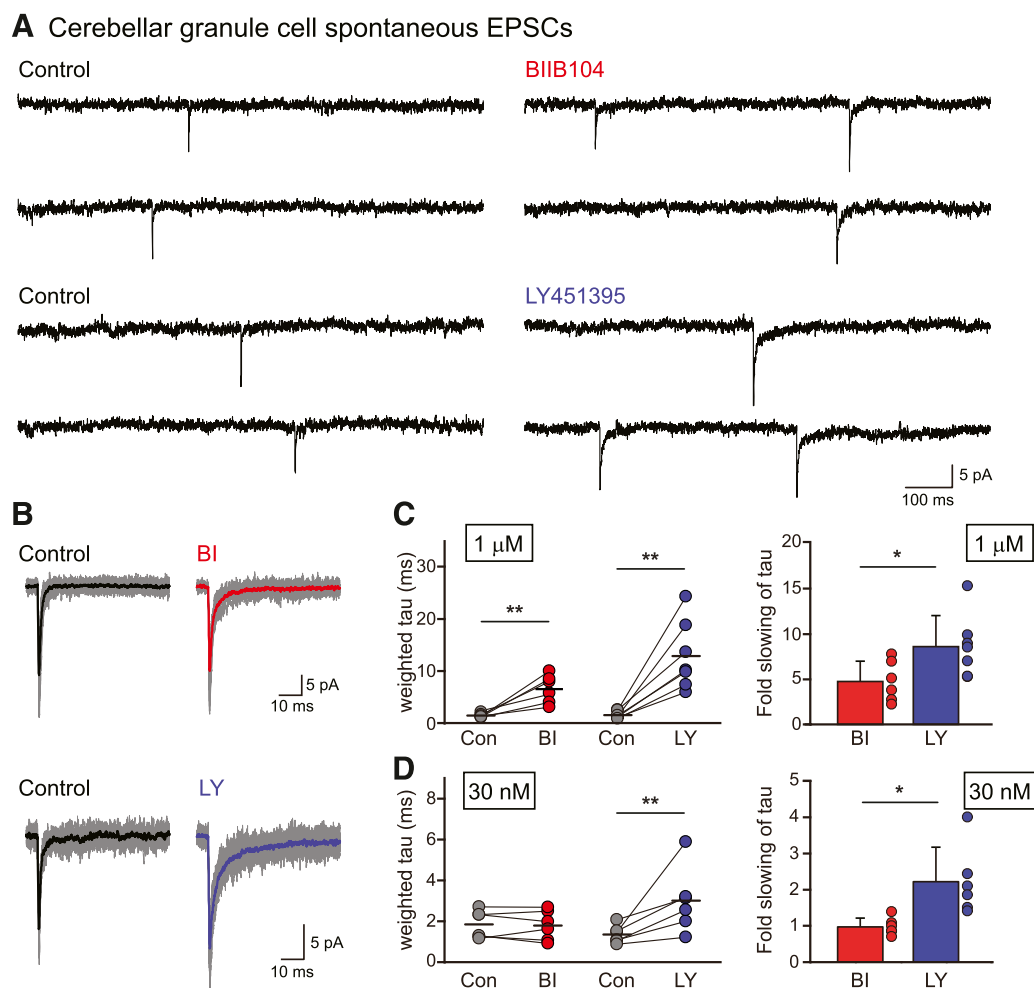 A Cerebellar granule cell spontaneous EPSCs
Control
BIIB104
Control
LY451395
5 pA
100 ms
B
Control
BI
5 pA
10 ms
Control
LY
5 pA
10 ms
C
1 μM
weighted tau (ms)
30
20
10
0
**
**
Con
BI
Con
LY
1 μM
Fold slowing of tau
20
15
10
5
0
*
BI
LY
D
30 nM
weighted tau (ms)
8
6
4
2
0
**
Con
BI
Con
LY
30 nM
Fold slowing of tau
5
4
3
2
1
0
*
BI
LY